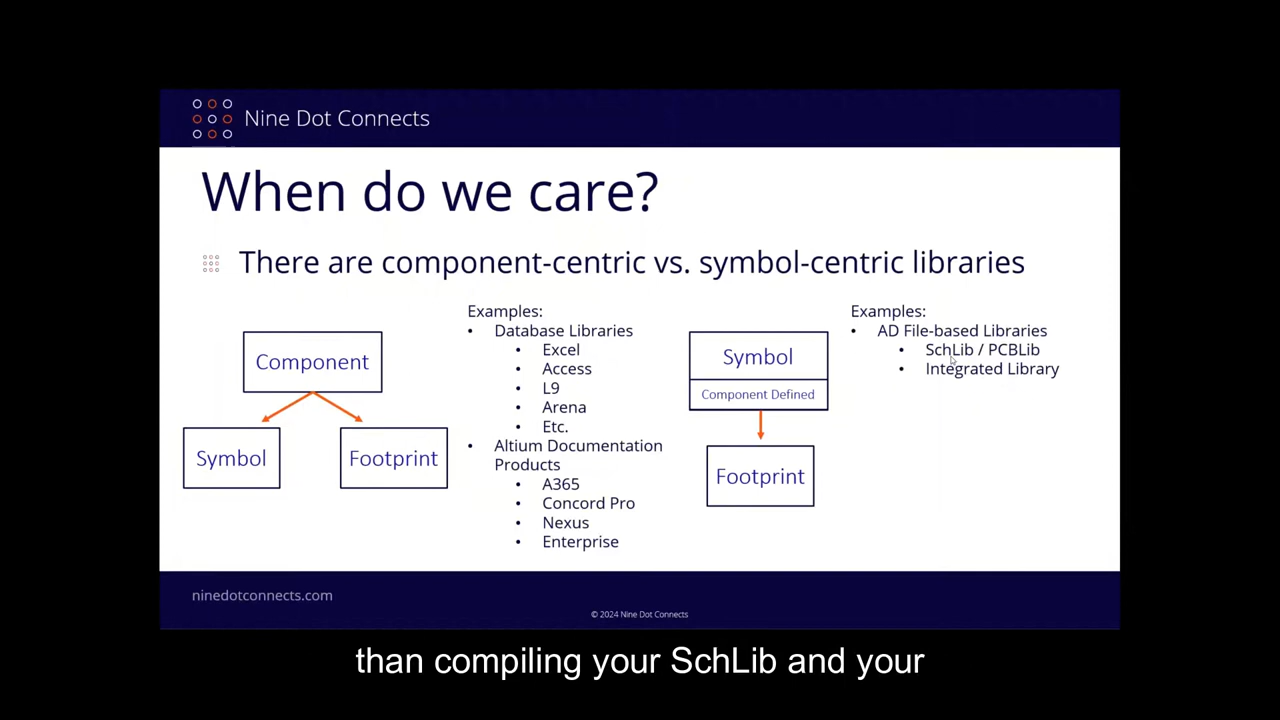 Nine Dot Connects
When do we care?
There are component-centric vs. symbol-centric libraries
Component
Symbol
Footprint
Examples:
• Database Libraries
• Excel
• Access
• L9
• Arena
• Etc.
• Altium Documentation
Products
• A365
• Concord Pro
• Nexus
• Enterprise
Symbol
Component Defined
Footprint
Examples:
• AD File-based Libraries
• SchLib / PCBLib
• Integrated Library
ninedotconnects.com
© 2024 Nine Dot Connects
than compiling your SchLib and your